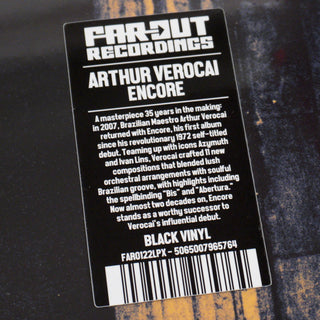 FAR-OUT
RECORDINGS
ARTHUR VEROCAI
ENCORE
A masterpiece 35 years in the making:
in 2007, Brazilian Maestro Arthur Verocai
returned with Encore, his first album
since his revolutionary 1972 self-titled
debut. Teaming up with icons Azymuth
and Ivan Lins, Verocai crafted 11 new
compositions that blended lush
orchestral arrangements with soulful
Brazilian groove, with highlights including
the spellbinding "Bis" and "Abertura."
Now almost two decades on, Encore
stands as a worthy successor to
Verocai's influential debut.
BLACK VINYL
FARO122LPX - 5065007965764